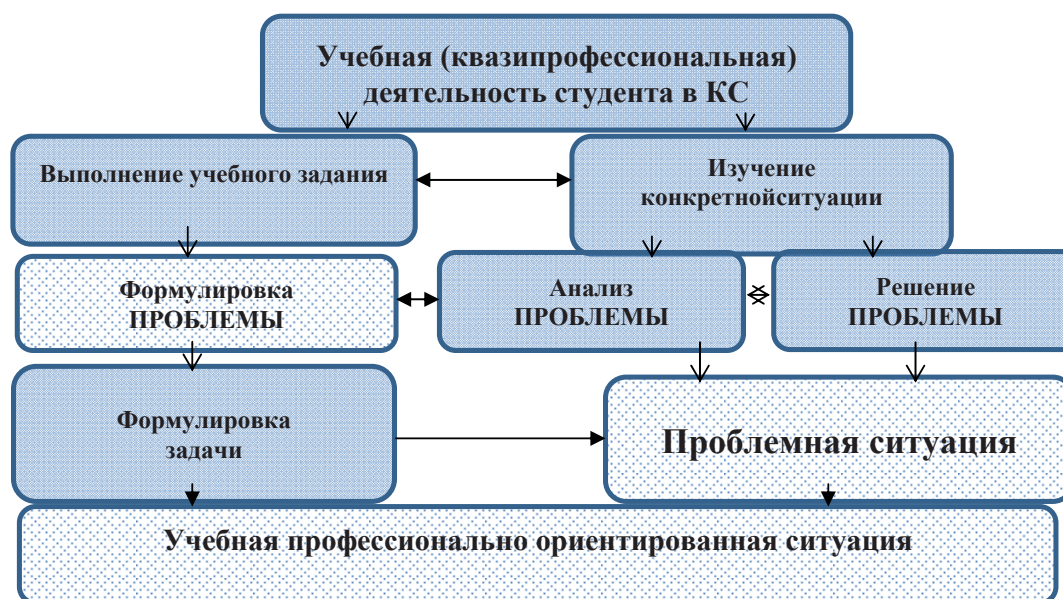 Учебная (квазипрофессиональная)
деятельность студента в КС
Выполнение учебного задания
Изучение
конкретнойситуации
Формулировка
ПРОБЛЕМЫ
Анализ
ПРОБЛЕМЫ
Решение
ПРОБЛЕМЫ
Формулировка
задачи
Проблемная ситуация
Учебная профессионально ориентированная ситуация